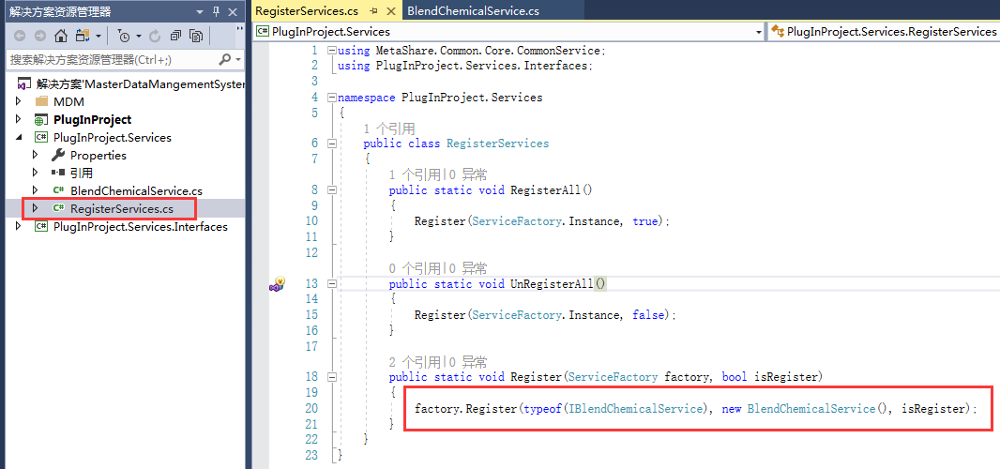 解决方案资源管理器
搜索解决方案资源管理器(Ctrl+;)
解决方案'MasterDataMangementSystem
MDM
PlugInProject
PlugInProject.Services
Properties
引用
BlendChemicalService.cs
RegisterServices.cs
PlugInProject.Services.Interfaces
RegisterServices.cs
BlendChemicalService.cs
PlugInProject.Services
PlugInProject.Services.RegisterServices
1 using MetaShare.Common.Core.CommonService;
2 using PlugInProject.Services.Interfaces;
3
4 namespace PlugInProject.Services
5 {
1 个引用
6 public class RegisterServices
7 {
1 个引用|0 异常
8 public static void RegisterAll()
9 {
10 Register(ServiceFactory.Instance, true);
11 }
12
0 个引用|0 异常
13 public static void UnRegisterAll()
14 {
15 Register(ServiceFactory.Instance, false);
16 }
17
2 个引用|0 异常
18 public static void Register(ServiceFactory factory, bool isRegister)
19 {
20 factory.Register(typeof(IBlendChemicalService), new BlendChemicalService(), isRegister);
21 }
22 }
23 }